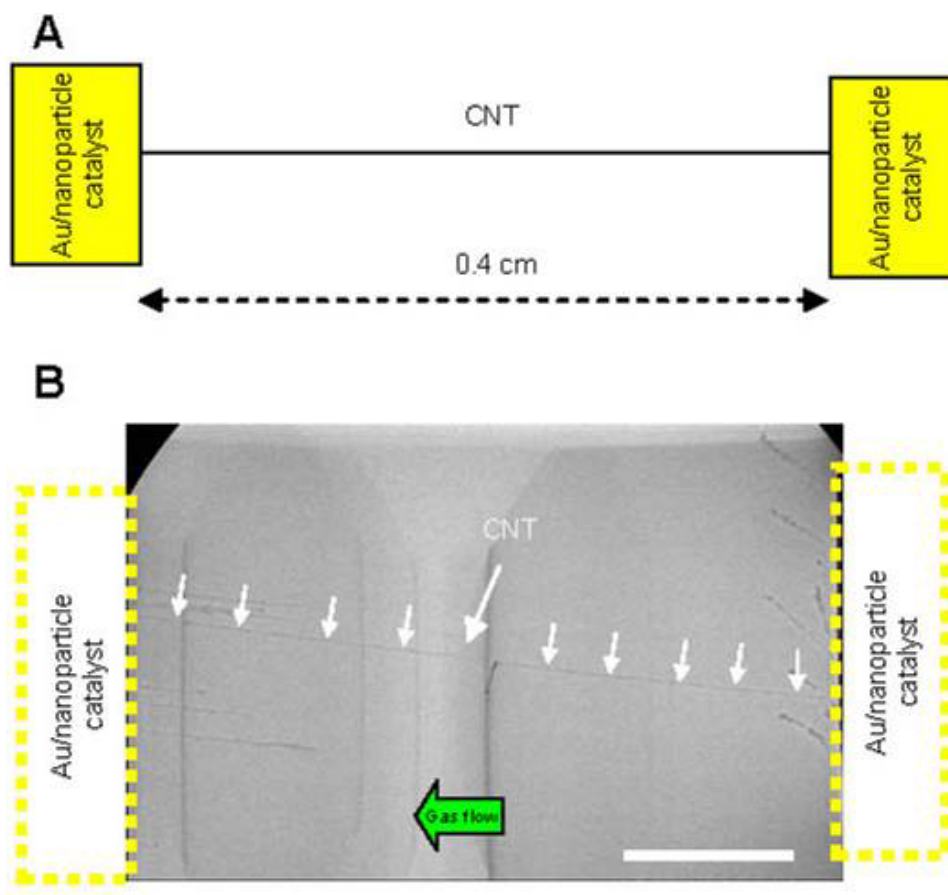 A
Au/nanoparticle
catalyst
CNT
Au/nanoparticle
catalyst
0.4 cm
B
Au/nanoparticle
catalyst
CNT
Au/nanoparticle
catalyst
Gas flow